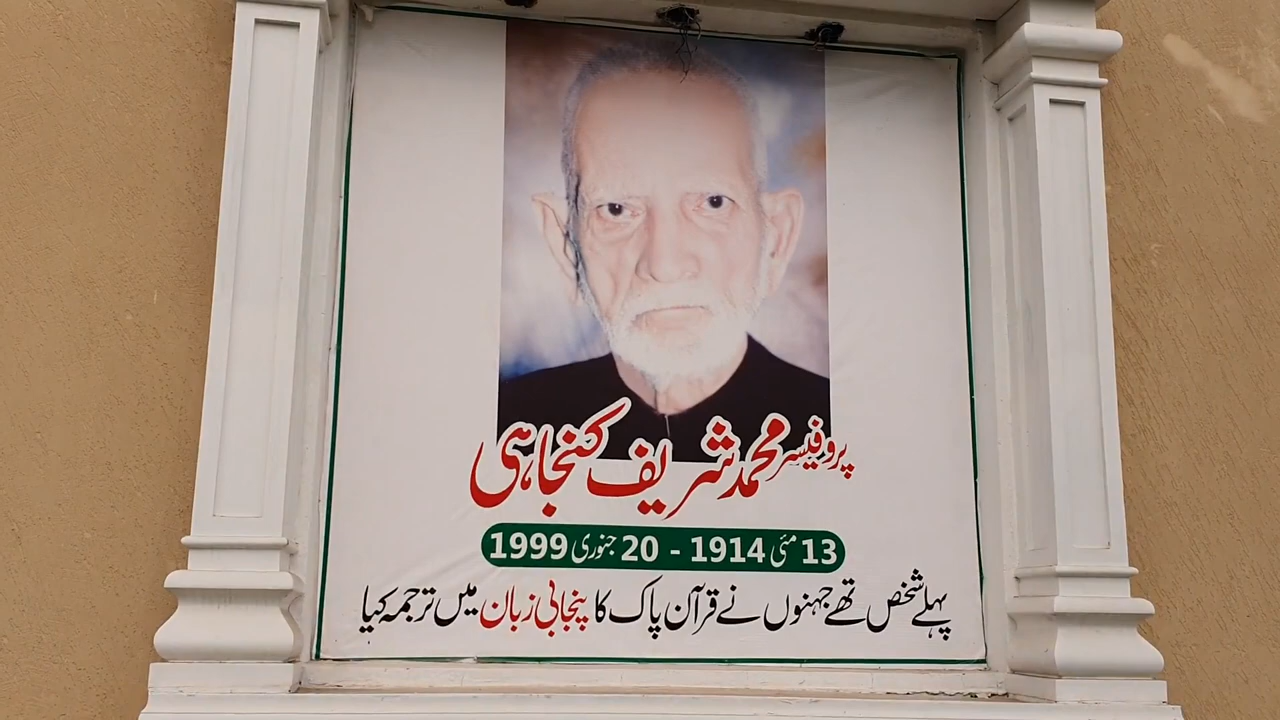 پروفیسر محمد شریف کنجاہی
13 مئی 1914 - 20 جنوری 1999
پہلے شخص تھے جنہوں نے قرآن پاک کا پنجابی زبان میں ترجمہ کیا